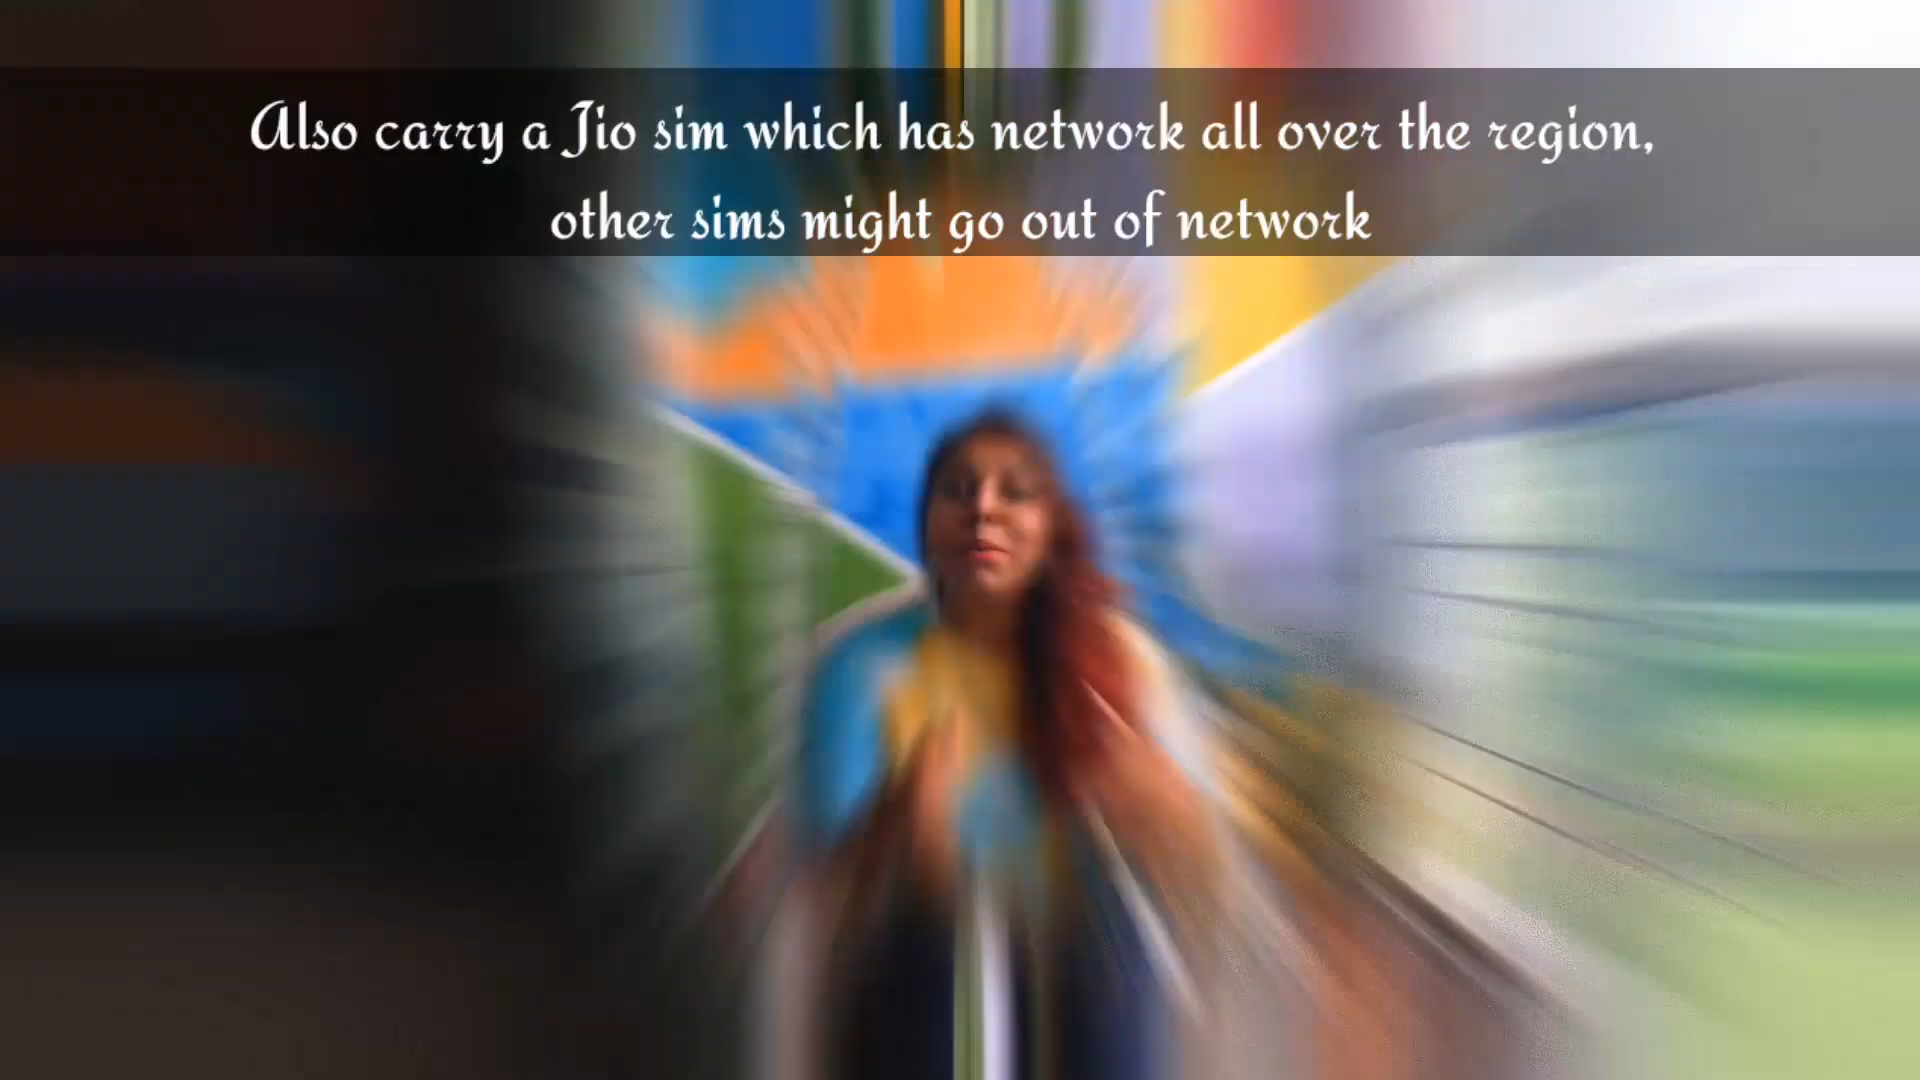 Also carry a Jio sim which has network all over the region,
other sims might go out of network